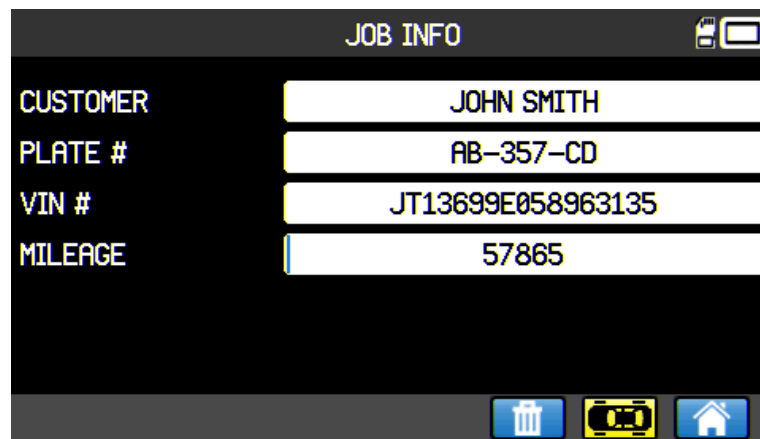 JOB INFO
CUSTOMER JOHN SMITH
PLATE # AB-357-CD
VIN # JT13699E058963135
MILEAGE 57865